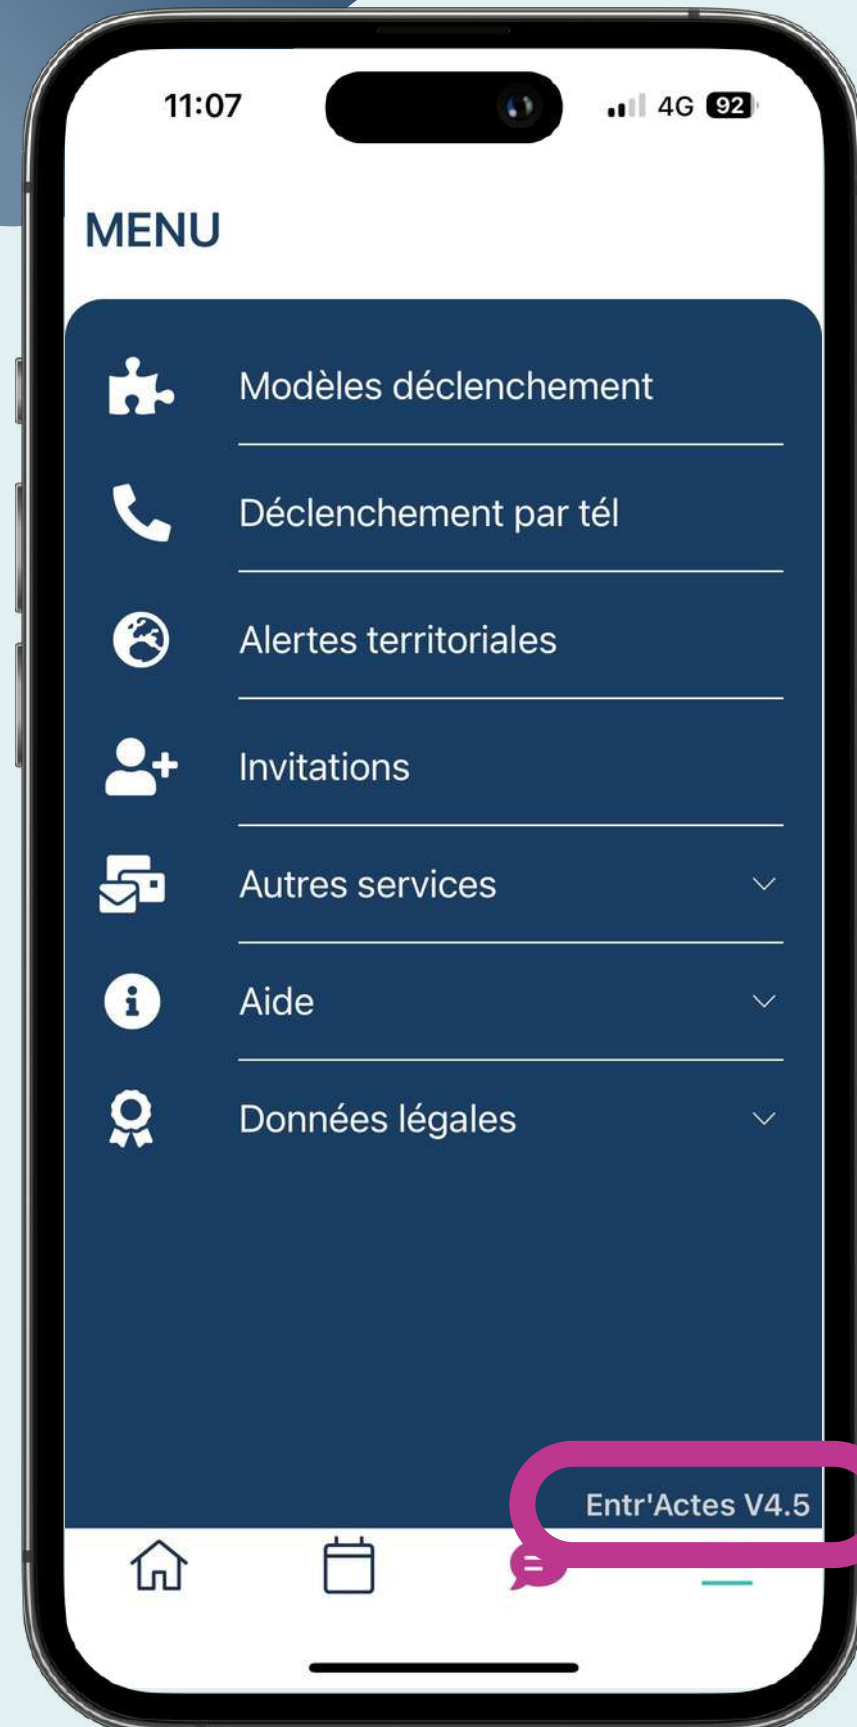 11:07
4G 92
MENU
Modèles déclenchement
Déclenchement par tél
Alertes territoriales
Invitations
Autres services
Aide
Données légales
Entr'Actes V4.5